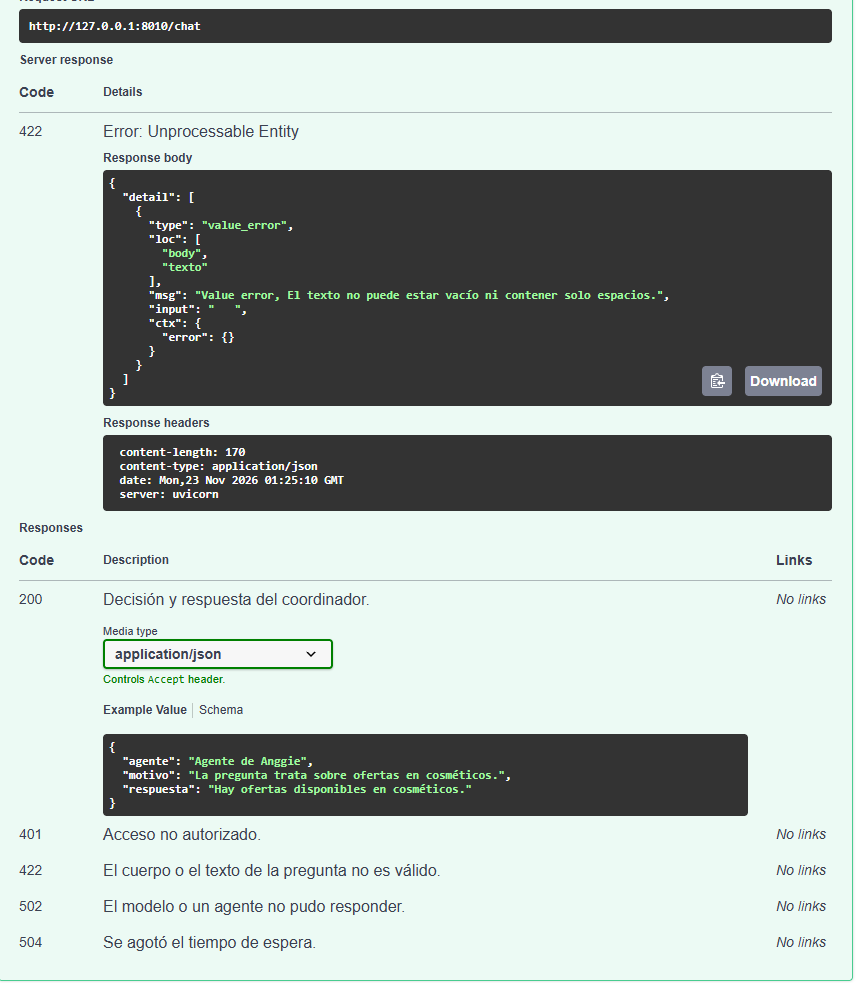 http://127.0.0.1:8010/chat
Server response
Code Details
422 Error: Unprocessable Entity
Response body
{
  "detail": [
    {
      "type": "value_error",
      "loc": [
        "body",
        "texto"
      ],
      "msg": "Value error, El texto no puede estar vacío ni contener solo espacios.",
      "input": "   ",
      "ctx": {
        "error": {}
      }
    }
  ]
}
Download
Response headers
content-length: 170
content-type: application/json
date: Mon,23 Nov 2026 01:25:10 GMT
server: uvicorn
Responses
Code Description Links
200 Decisión y respuesta del coordinador. No links
Media type
application/json
Controls Accept header.
Example Value Schema
{
  "agente": "Agente de Anggie",
  "motivo": "La pregunta trata sobre ofertas en cosméticos.",
  "respuesta": "Hay ofertas disponibles en cosméticos."
}
401 Acceso no autorizado. No links
422 El cuerpo o el texto de la pregunta no es válido. No links
502 El modelo o un agente no pudo responder. No links
504 Se agotó el tiempo de espera. No links